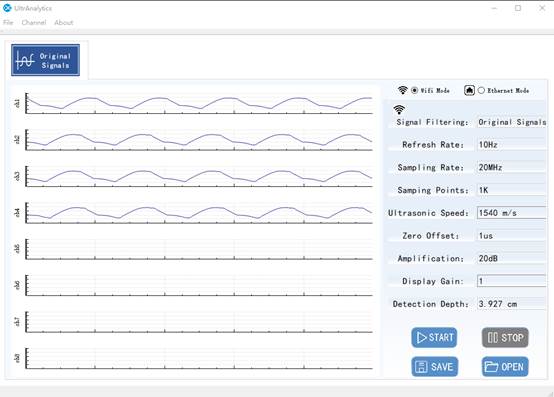 UltrAnalytics
File Channel About
Original
Signals
Wifi Mode Ethernet Mode
Signal Filtering: Original Signals
Refresh Rate: 10Hz
Sampling Rate: 20MHz
Samping Points: 1K
Ultrasonic Speed: 1540 m/s
Zero Offset: 1us
Amplification: 20dB
Display Gain: 1
Detection Depth: 3.927 cm
ch1
ch2
ch3
ch4
ch5
ch6
ch7
ch8
START STOP
SAVE OPEN